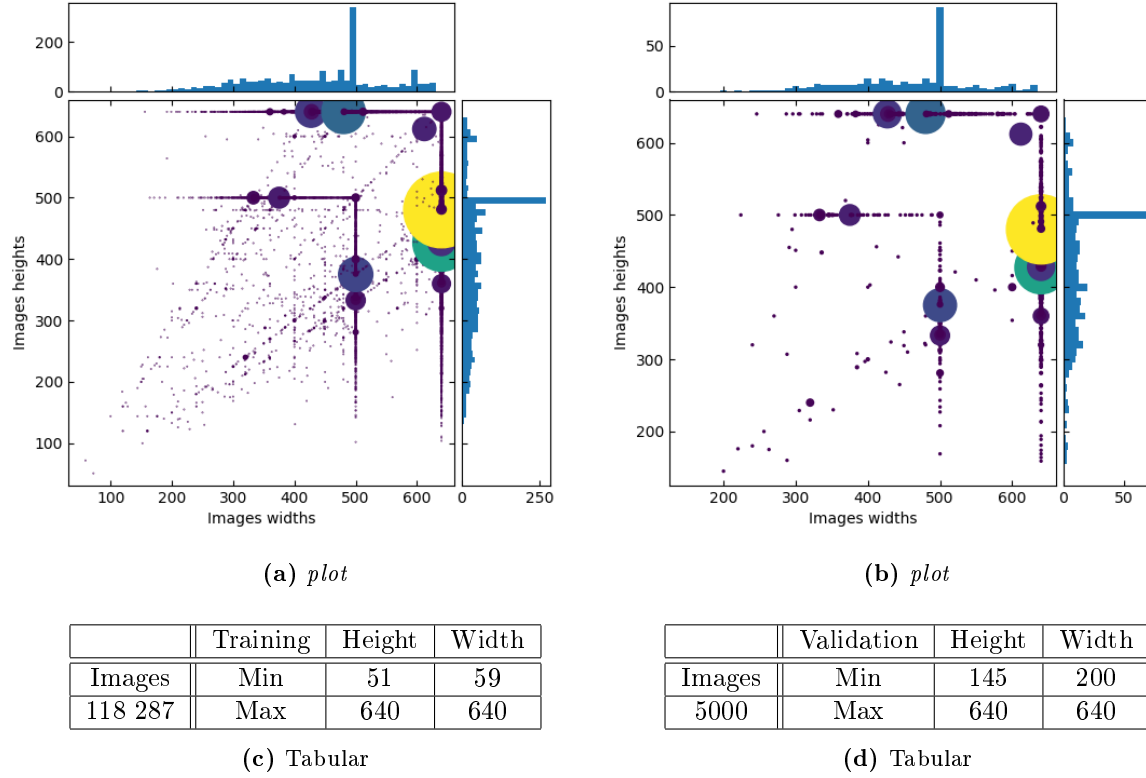 200
0
600
500
400
300
200
100
Images heights
100 200 300 400 500 600
Images widths
0 250
(a) plot
50
0
600
500
400
300
200
Images heights
200 300 400 500 600
Images widths
0 50
(b) plot
Training Height Width
Images Min 51 59
118 287 Max 640 640
(c) Tabular
Validation Height Width
Images Min 145 200
5000 Max 640 640
(d) Tabular